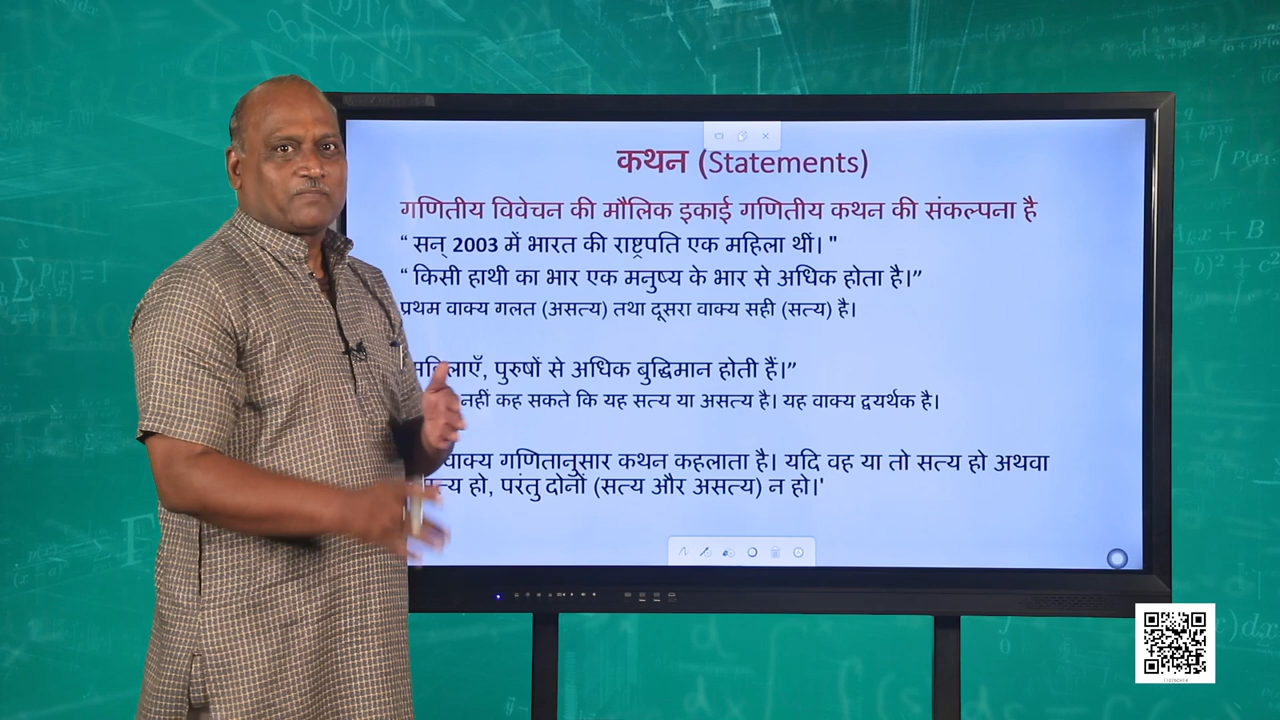 कथन (Statements)
गणितीय विवेचन की मौलिक इकाई गणितीय कथन की संकल्पना है
“ सन् 2003 में भारत की राष्ट्रपति एक महिला थीं। "
“ किसी हाथी का भार एक मनुष्य के भार से अधिक होता है।”
प्रथम वाक्य गलत (असत्य) तथा दूसरा वाक्य सही (सत्य) है।
महिलाएँ, पुरुषों से अधिक बुद्धिमान होती हैं।”
नहीं कह सकते कि यह सत्य या असत्य है। यह वाक्य द्वयर्थक है।
वाक्य गणितानुसार कथन कहलाता है। यदि वह या तो सत्य हो अथवा
हो, परंतु दोनों (सत्य और असत्य) न हो।'